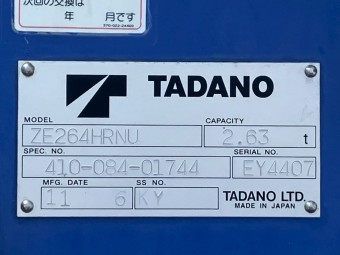 次回の交換は
年 月です
TADANO
MODEL CAPACITY
ZE264HRNU 2.63 t
SPEC. NO. SERIAL NO.
410-084-01744 EY4407
MFG. DATE SS NO.
11 6 KY TADANO LTD.
MADE IN JAPAN